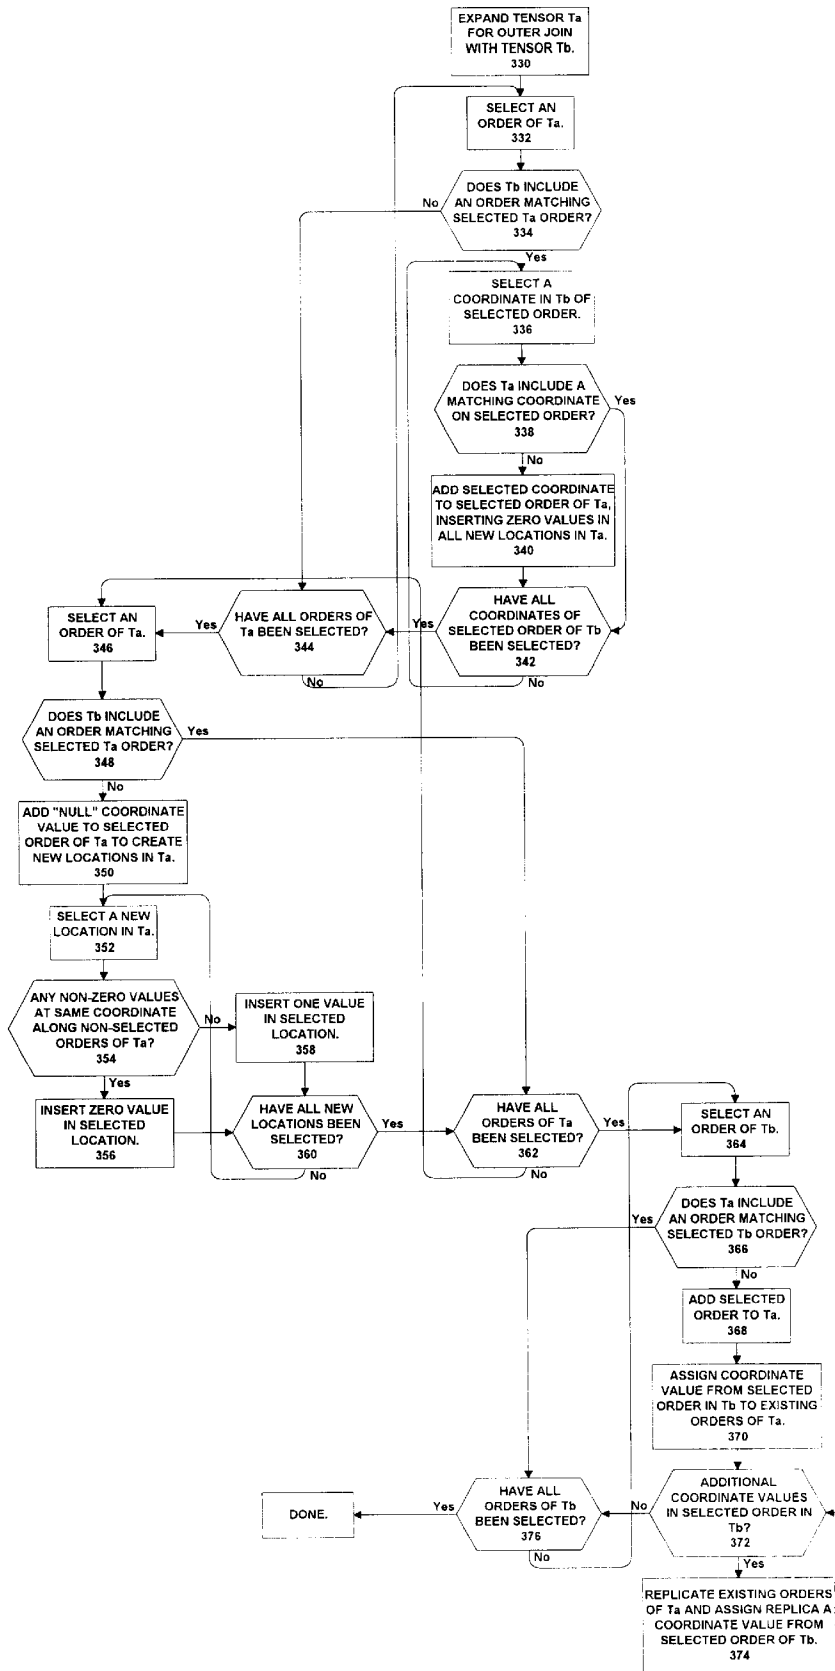 EXPAND TENSOR Ta
FOR OUTER JOIN
WITH TENSOR Tb.
330
SELECT AN
ORDER OF Ta.
332
DOES Tb INCLUDE
AN ORDER MATCHING
SELECTED Ta ORDER?
334
No
Yes
SELECT A
COORDINATE IN Tb OF
SELECTED ORDER.
336
DOES Ta INCLUDE A
MATCHING COORDINATE
ON SELECTED ORDER?
338
Yes
No
ADD SELECTED COORDINATE
TO SELECTED ORDER OF Ta,
INSERTING ZERO VALUES IN
ALL NEW LOCATIONS IN Ta.
340
HAVE ALL
COORDINATES OF
SELECTED ORDER OF Tb
BEEN SELECTED?
342
Yes
No
HAVE ALL ORDERS OF
Ta BEEN SELECTED?
344
Yes
No
SELECT AN
ORDER OF Ta.
346
DOES Tb INCLUDE
AN ORDER MATCHING
SELECTED Ta ORDER?
348
Yes
No
ADD "NULL" COORDINATE
VALUE TO SELECTED
ORDER OF Ta TO CREATE
NEW LOCATIONS IN Ta.
350
SELECT A NEW
LOCATION IN Ta.
352
ANY NON-ZERO VALUES
AT SAME COORDINATE
ALONG NON-SELECTED
ORDERS OF Ta?
354
No
Yes
INSERT ONE VALUE
IN SELECTED
LOCATION.
358
INSERT ZERO VALUE
IN SELECTED
LOCATION.
356
HAVE ALL NEW
LOCATIONS BEEN
SELECTED?
360
Yes
No
HAVE ALL
ORDERS OF Ta
BEEN SELECTED?
362
Yes
No
SELECT AN
ORDER OF Tb.
364
DOES Ta INCLUDE
AN ORDER MATCHING
SELECTED Tb ORDER?
366
Yes
No
ADD SELECTED
ORDER TO Ta.
368
ASSIGN COORDINATE
VALUE FROM SELECTED
ORDER IN Tb TO EXISTING
ORDERS OF Ta.
370
ADDITIONAL
COORDINATE VALUES
IN SELECTED ORDER IN
Tb?
372
No
Yes
HAVE ALL
ORDERS OF Tb
BEEN SELECTED?
376
Yes
No
DONE.
REPLICATE EXISTING ORDERS
OF Ta AND ASSIGN REPLICA A
COORDINATE VALUE FROM
SELECTED ORDER OF Tb.
374